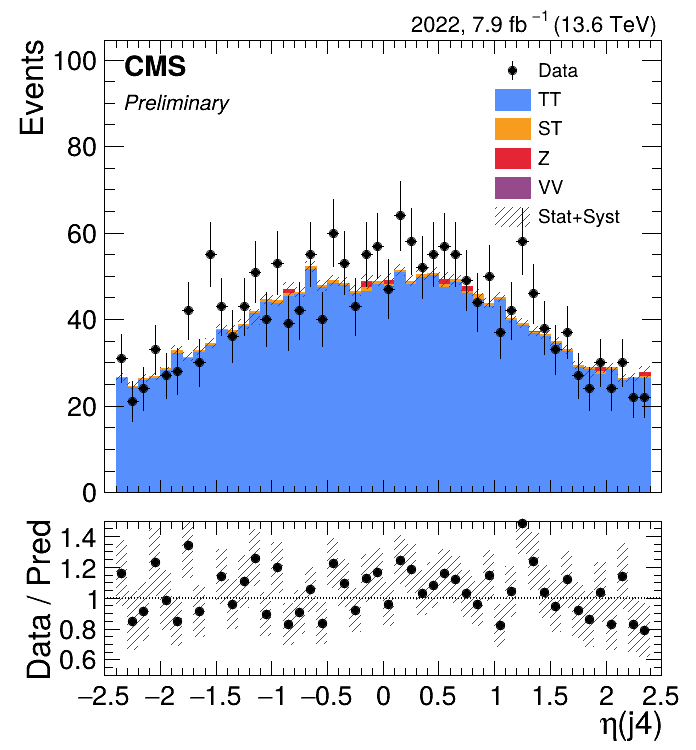 2022, 7.9 fb⁻¹ (13.6 TeV)
Events
100
80
60
40
20
0
CMS
Preliminary
Data
TT
ST
Z
VV
Stat+Syst
Data / Pred
1.4
1.2
1
0.8
0.6
−2.5 −2 −1.5 −1 −0.5 0 0.5 1 1.5 2 2.5
η(j4)